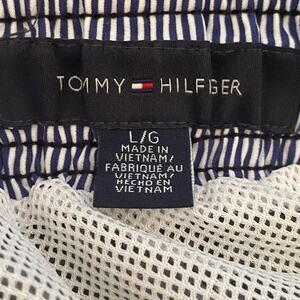 TOMMY HILFIGER
L/G
MADE IN
VIETNAM/
FABRIQUÉ AU
VIETNAM/
HECHO EN
VIETNAM